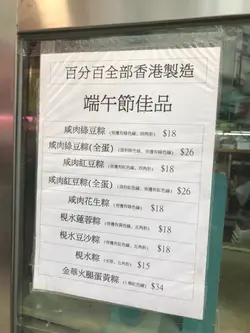 百分百全部香港製造
端午節佳品
咸肉綠豆粽 $18
咸肉綠豆粽(全蛋) $26
咸肉紅豆粽 $18
咸肉紅豆粽(全蛋) $26
咸肉花生粽 $18
梘水蓮蓉粽 $18
梘水豆沙粽 $18
梘水粽 $15
金華火腿蛋黃粽 $34